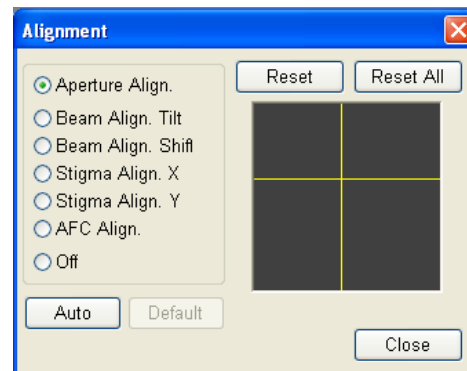 Alignment
Aperture Align.
Beam Align. Tilt
Beam Align. Shift
Stigma Align. X
Stigma Align. Y
AFC Align.
Off
Reset Reset All
Auto Default
Close